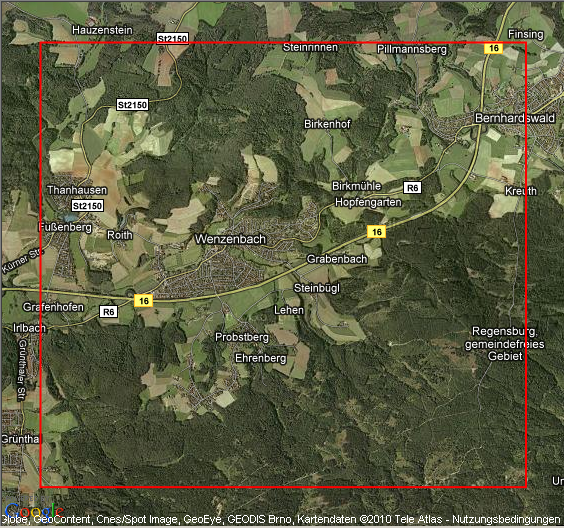 Hauzenstein
St2150
Steinnnnen
Pillmannsberg
Finsing
16
St2150
Bernhardswald
Birkenhof
Thanhausen
Birkmühle
R6
Kreuth
St2150
Hopfengarten
Fußenberg
Roith
Wenzenbach
16
Kürner Str
Grabenbach
Steinbügl
Grafenhofen
16
R6
Lehen
Irlbach
Probstberg
Regensburg,
gemeindefreies
Gebiet
Grünthaler Str
Ehrenberg
Grüntha
Google
Globe, GeoContent, Cnes/Spot Image, GeoEye, GEODIS Brno, Kartendaten ©2010 Tele Atlas - Nutzungsbedingungen